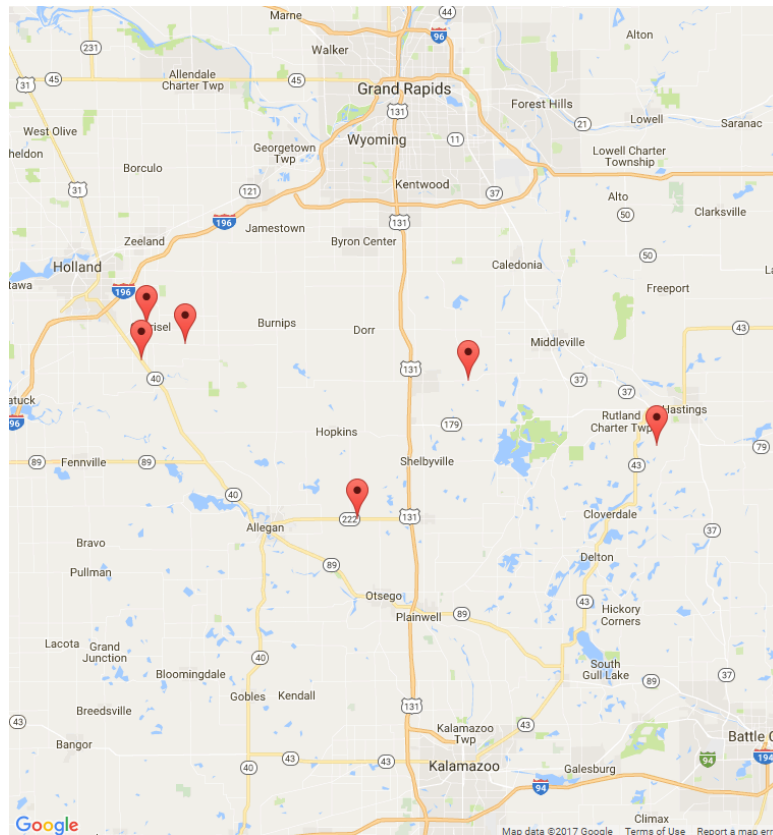 Marne
44
Alton
231
Walker
96
31
45
Allendale
Charter Twp
45
Grand Rapids
Forest Hills
131
West Olive
21
Lowell
Saranac
Georgetown
Twp
Wyoming
11
Lowell Charter
Township
Borculo
31
121
Kentwood
37
Alto
50
Clarksville
196
131
Zeeland
Jamestown
Byron Center
50
Holland
Caledonia
196
Freeport
Burnips
Dorr
43
Middleville
131
40
37
37
196
Rutland
Charter Twp
Hastings
Hopkins
179
79
89
Fennville
89
Shelbyville
43
40
Allegan
222
131
Cloverdale
37
Bravo
89
Delton
Pullman
Otsego
43
Plainwell
89
Hickory
Corners
Lacota
Grand
Junction
40
Bloomingdale
South
Gull Lake
89
37
Gobles
Kendall
131
Breedsville
43
Kalamazoo
Twp
43
Bangor
43
43
40
Kalamazoo
Galesburg
94
194
94
Climax
Google
Map data ©2017 Google
Terms of Use